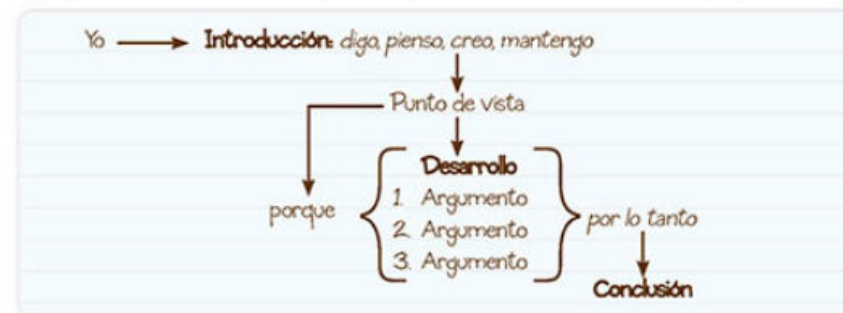 Yo Introducción: digo, pienso, creo, mantengo
Punto de vista
Desarrollo
1. Argumento
porque
2. Argumento
por lo tanto
3. Argumento
Conclusión